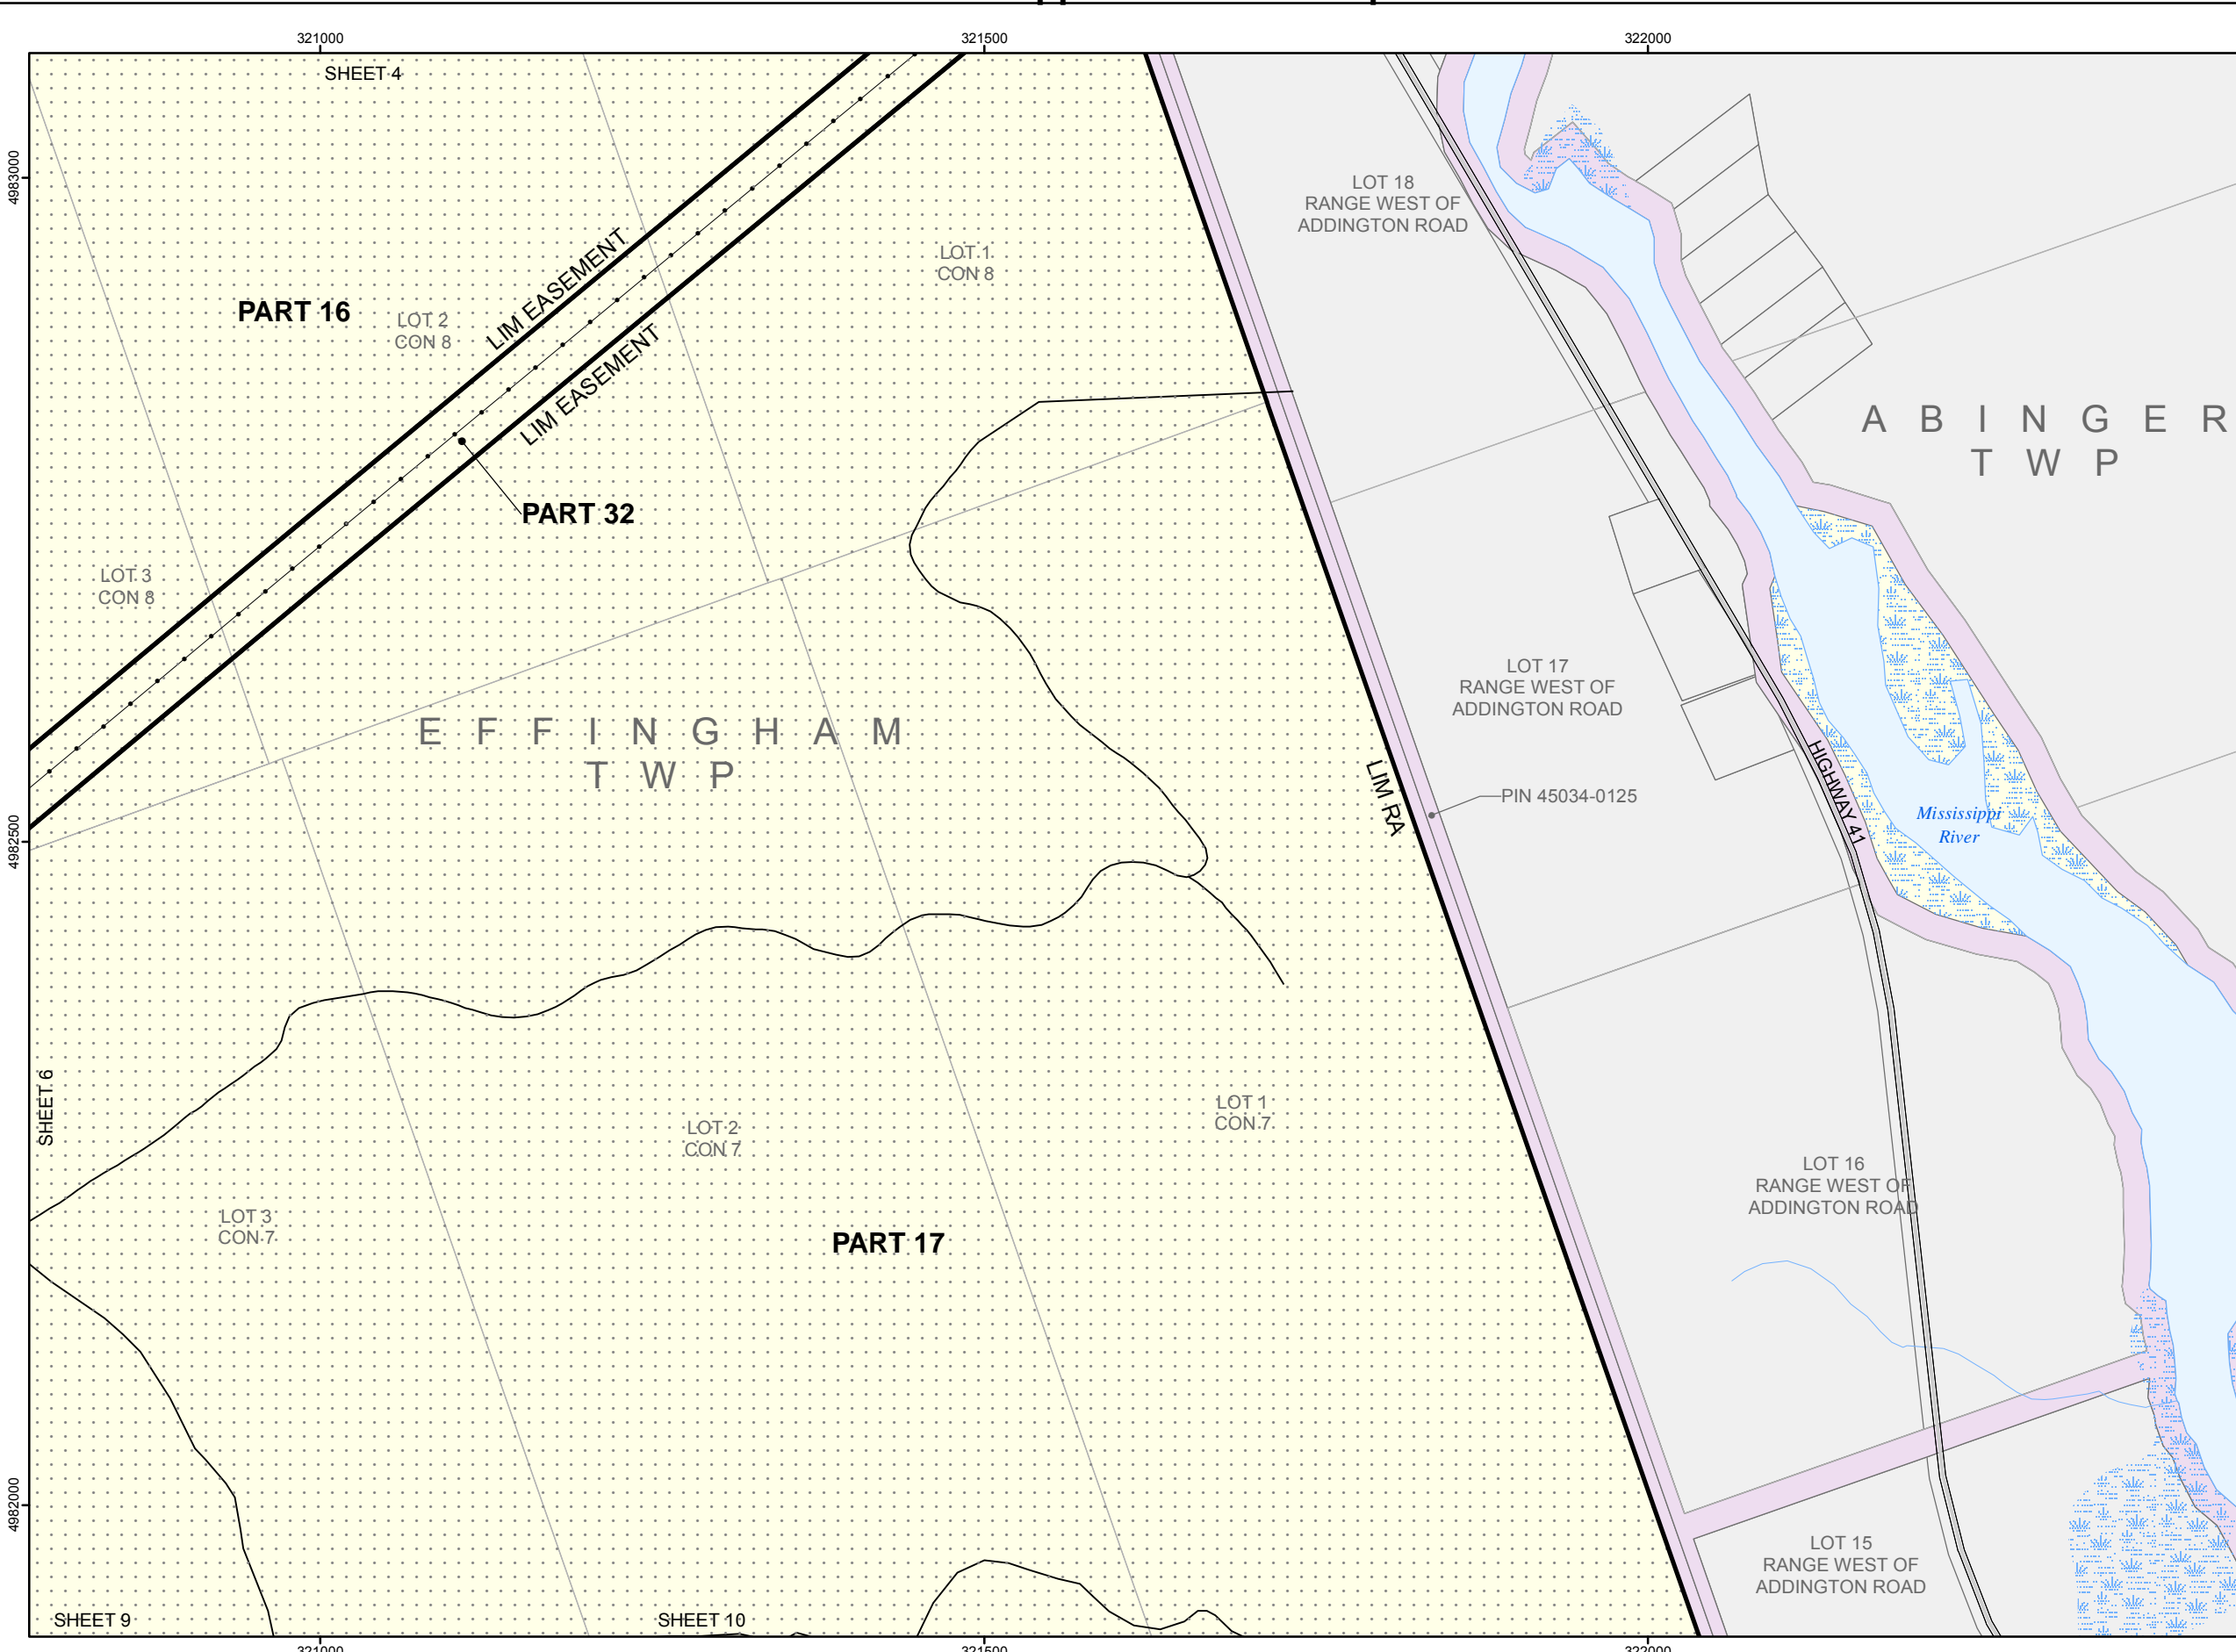 321000
321500
322000
SHEET 4
4983000
LOT 18
RANGE WEST OF
ADDINGTON ROAD
LOT 1
CON 8
LIM EASEMENT
PART 16
LOT 2
CON 8
LIM EASEMENT
A B I N G E R
T W P
PART 32
LOT 3
CON 8
LOT 17
RANGE WEST OF
ADDINGTON ROAD
E F F I N G H A M
T W P
LIM RA
PIN 45034-0125
HIGHWAY 41
Mississippi
River
4982500
SHEET 6
LOT 1
CON 7
LOT 2
CON 7
LOT 16
RANGE WEST OF
ADDINGTON ROAD
LOT 3
CON 7
PART 17
4982000
LOT 15
RANGE WEST OF
ADDINGTON ROAD
SHEET 9
SHEET 10
321000
321500
322000